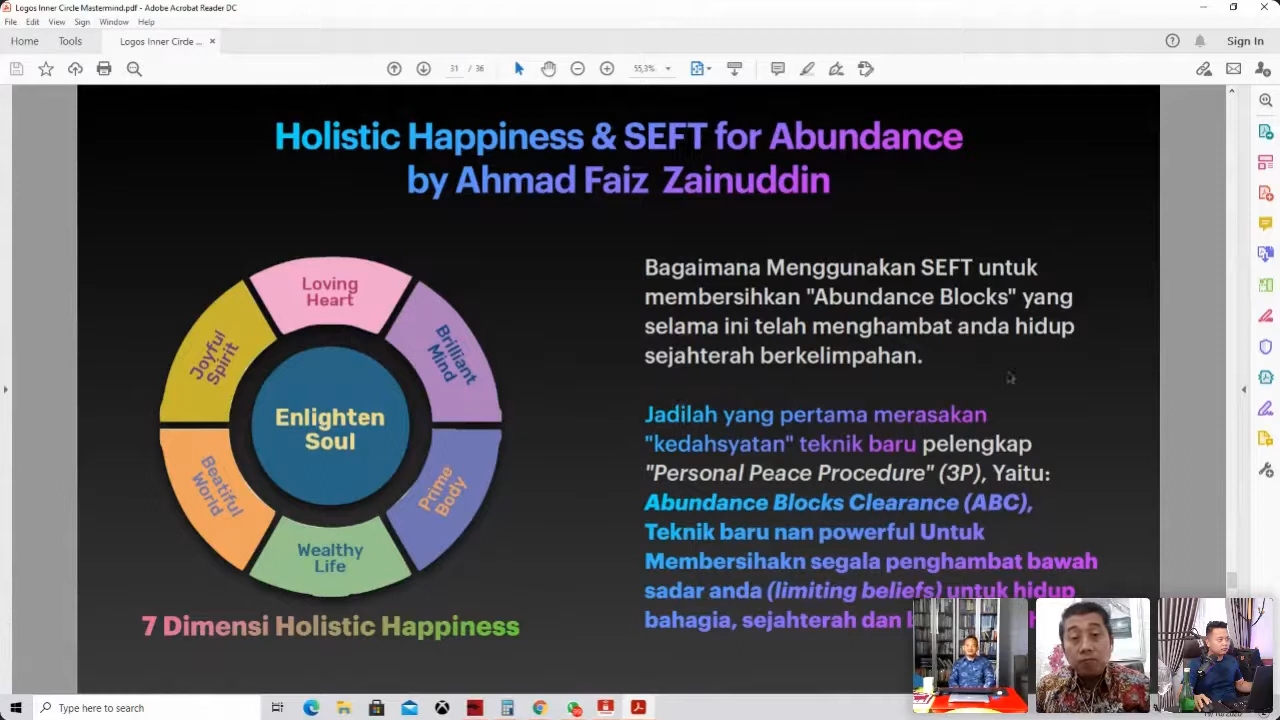 Logos Inner Circle Mastermind.pdf - Adobe Acrobat Reader DC
File Edit View Sign Window Help
Home Tools Logos Inner Circle ... ×
Sign In
31 / 36
55,3%
Holistic Happiness & SEFT for Abundance
by Ahmad Faiz Zainuddin
Loving
Heart
Brilliant
Mind
Prime
Body
Wealthy
Life
Beatiful
World
Joyful
Spirit
Enlighten
Soul
7 Dimensi Holistic Happiness
Bagaimana Menggunakan SEFT untuk
membersihkan "Abundance Blocks" yang
selama ini telah menghambat anda hidup
sejahterah berkelimpahan.
Jadilah yang pertama merasakan
"kedahsyatan" teknik baru pelengkap
"Personal Peace Procedure" (3P), Yaitu:
Abundance Blocks Clearance (ABC),
Teknik baru nan powerful Untuk
Membersihakn segala penghambat bawah
sadar anda (limiting beliefs) untuk hidup
bahagia, sejahterah dan
Type here to search